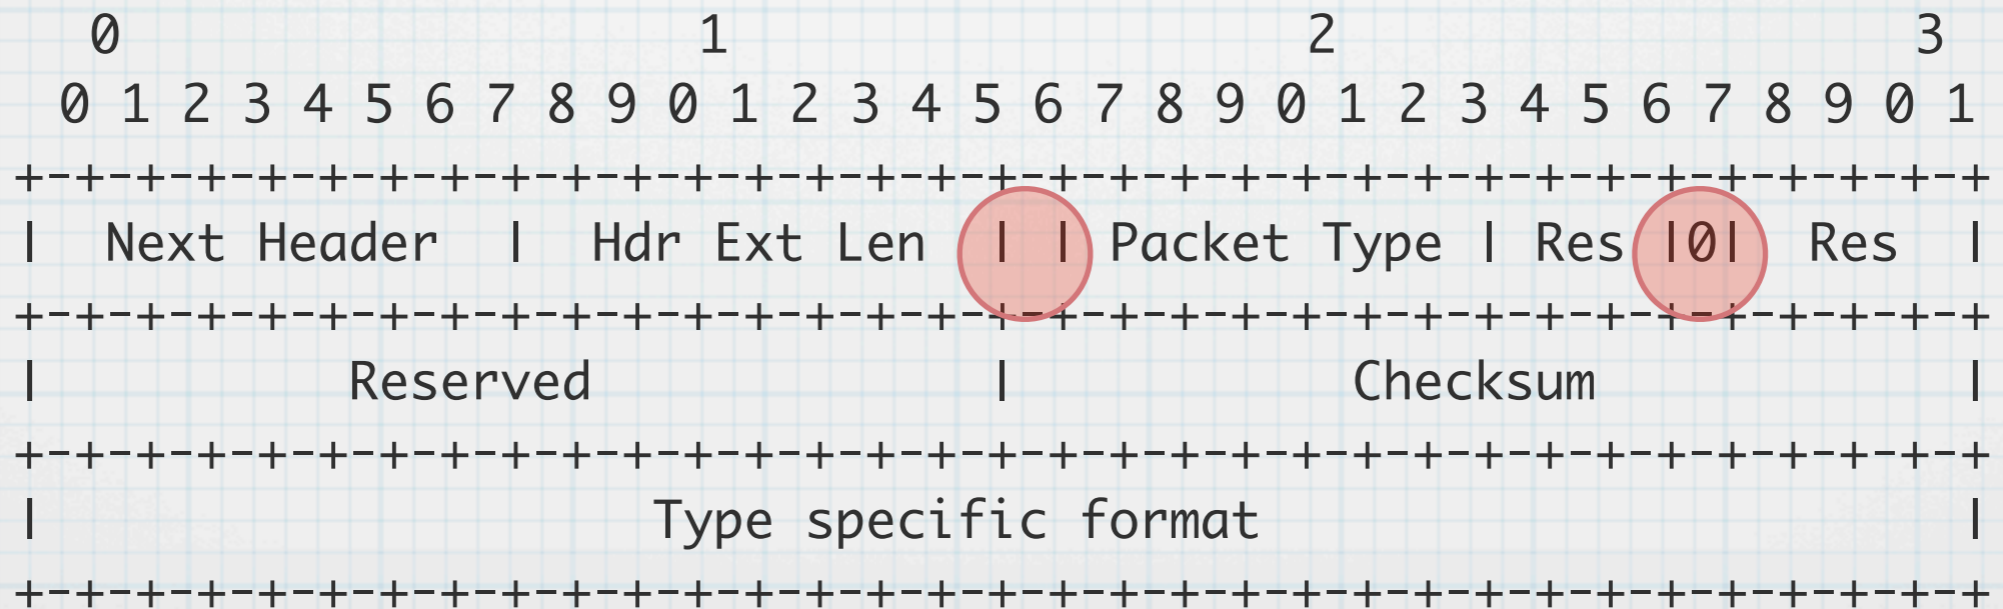 0                   1                   2                   3
 0 1 2 3 4 5 6 7 8 9 0 1 2 3 4 5 6 7 8 9 0 1 2 3 4 5 6 7 8 9 0 1
+-+-+-+-+-+-+-+-+-+-+-+-+-+-+-+-+-+-+-+-+-+-+-+-+-+-+-+-+-+-+-+-+
|  Next Header  |  Hdr Ext Len  | | Packet Type | Res |0|  Res  |
+-+-+-+-+-+-+-+-+-+-+-+-+-+-+-+-+-+-+-+-+-+-+-+-+-+-+-+-+-+-+-+-+
|          Reserved             |           Checksum            |
+-+-+-+-+-+-+-+-+-+-+-+-+-+-+-+-+-+-+-+-+-+-+-+-+-+-+-+-+-+-+-+-+
|                    Type specific format                       |
+-+-+-+-+-+-+-+-+-+-+-+-+-+-+-+-+-+-+-+-+-+-+-+-+-+-+-+-+-+-+-+-+